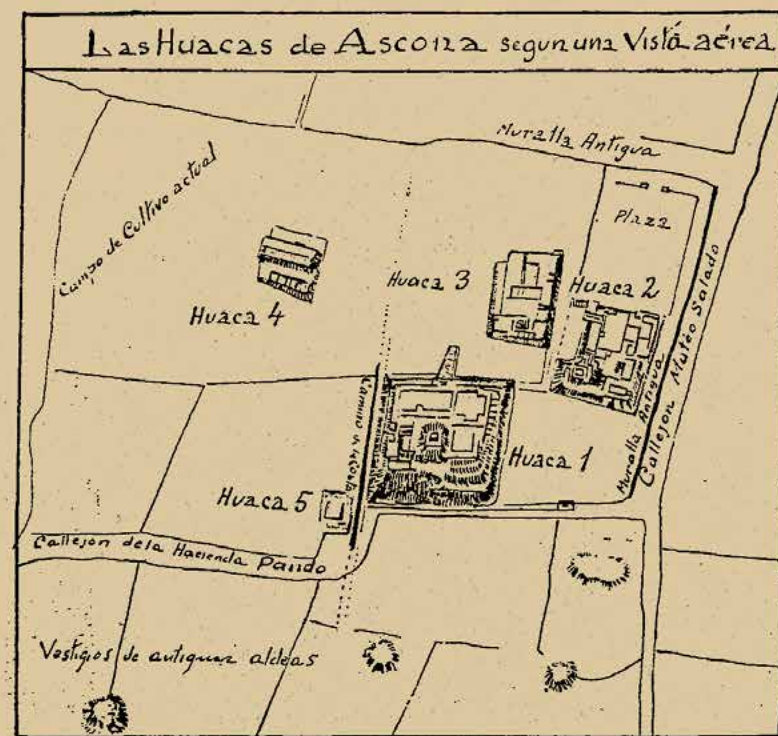 Las Huacas de Ascona segun una Vistá aérea
Muralla Antigua
Campo de Cultivo actual
Plaza
Huaca 3
Huaca 2
Huaca 4
Callejon Mateo Salado
Muralla Antigua
Camino
Huaca 1
Huaca 5
Callejon de la Hacienda Pando
Vestigios de antiguas aldeas